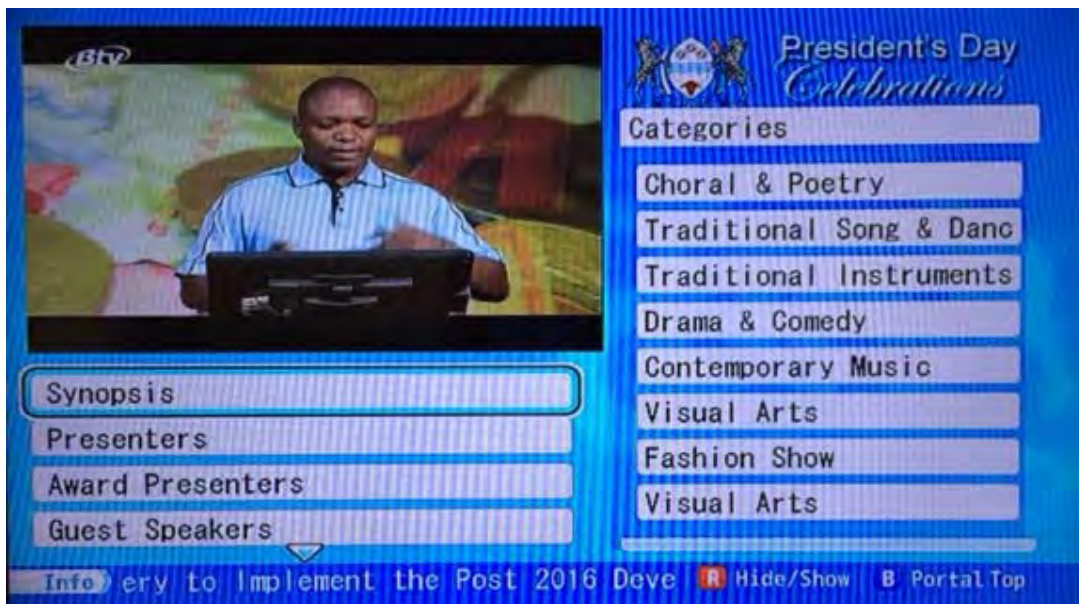 Btv
President's Day
Celebrations
Categories
Choral & Poetry
Traditional Song & Danc
Traditional Instruments
Drama & Comedy
Contemporary Music
Visual Arts
Fashion Show
Visual Arts
Synopsis
Presenters
Award Presenters
Guest Speakers
Info ery to Implement the Post 2016 Deve R Hide/Show B Portal Top